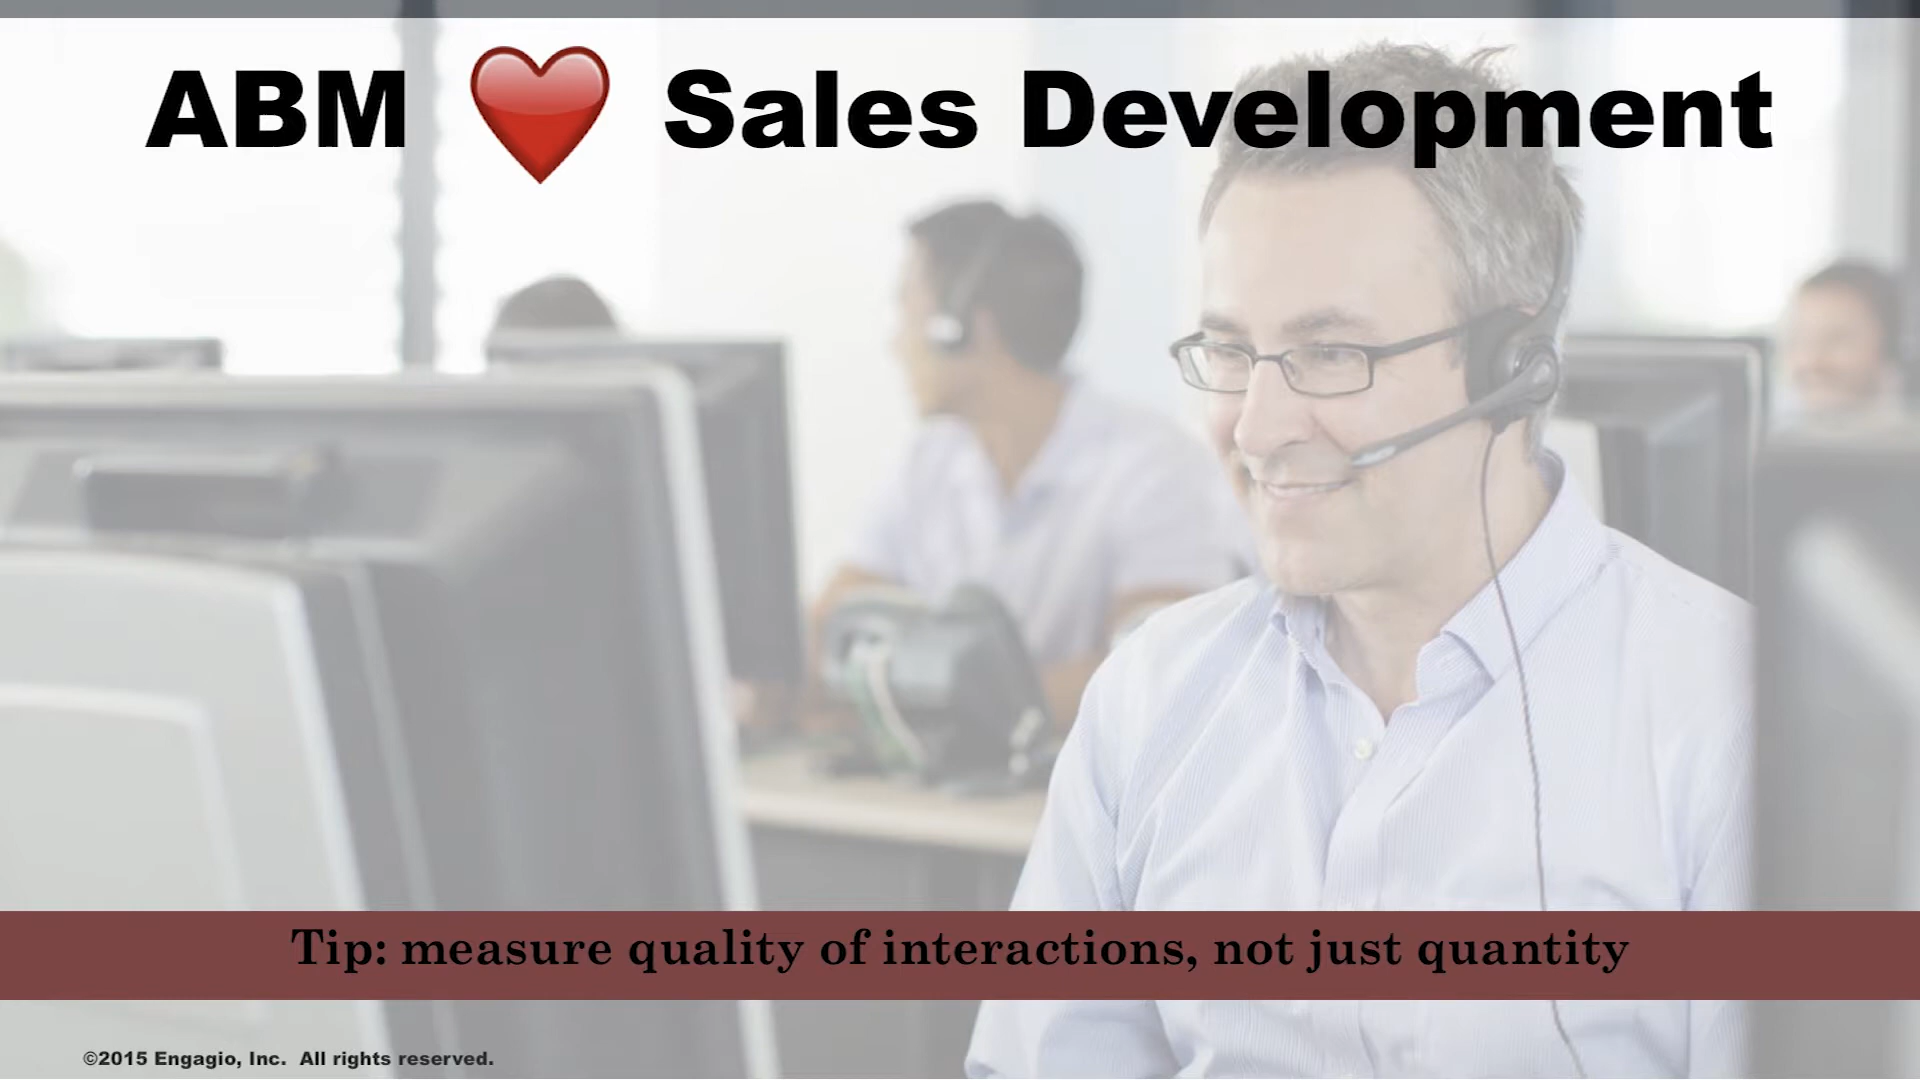 ABM ❤️ Sales Development
Tip: measure quality of interactions, not just quantity
©2015 Engagio, Inc. All rights reserved.